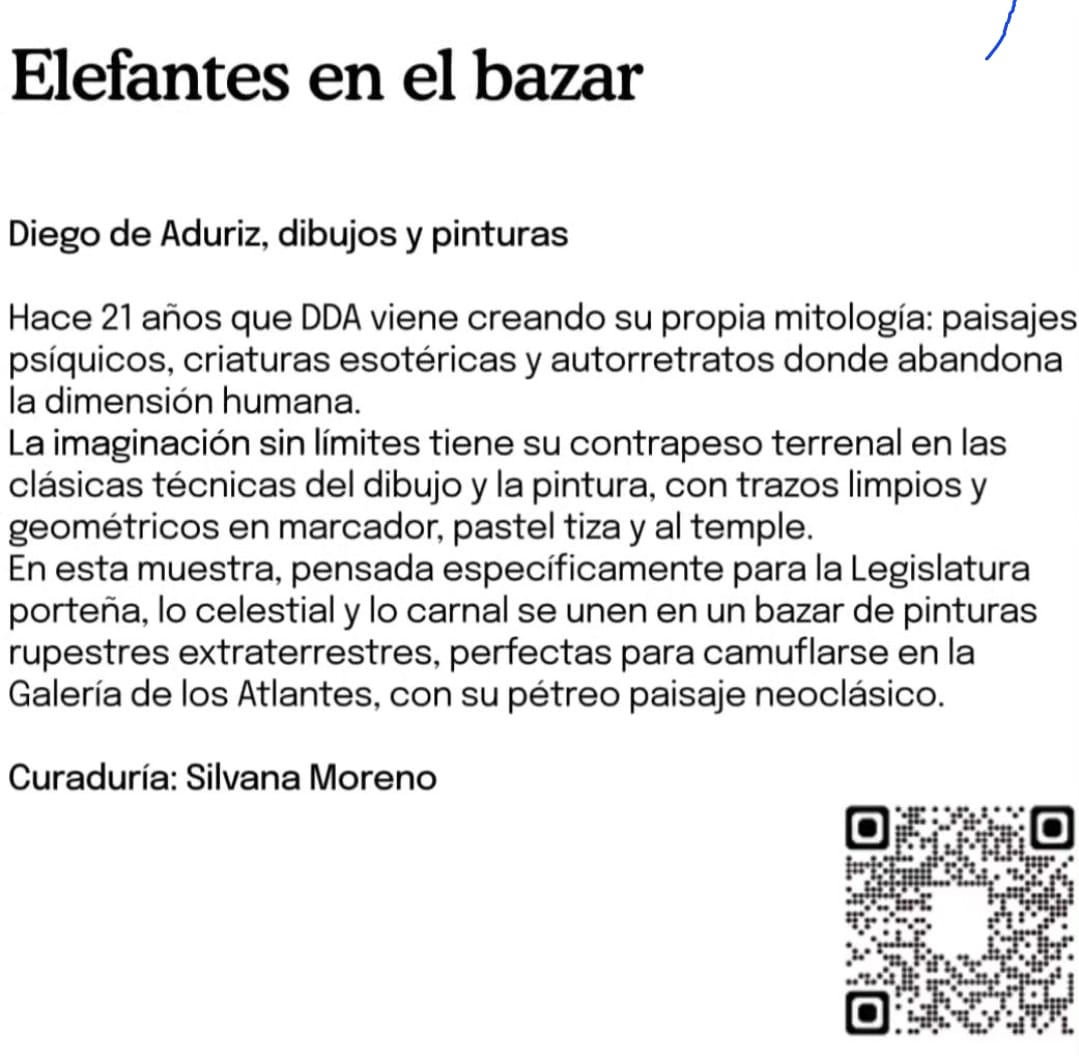 Elefantes en el bazar
Diego de Aduriz, dibujos y pinturas
Hace 21 años que DDA viene creando su propia mitología: paisajes
psíquicos, criaturas esotéricas y autorretratos donde abandona
la dimensión humana.
La imaginación sin límites tiene su contrapeso terrenal en las
clásicas técnicas del dibujo y la pintura, con trazos limpios y
geométricos en marcador, pastel tiza y al temple.
En esta muestra, pensada específicamente para la Legislatura
porteña, lo celestial y lo carnal se unen en un bazar de pinturas
rupestres extraterrestres, perfectas para camuflarse en la
Galería de los Atlantes, con su pétreo paisaje neoclásico.
Curaduría: Silvana Moreno